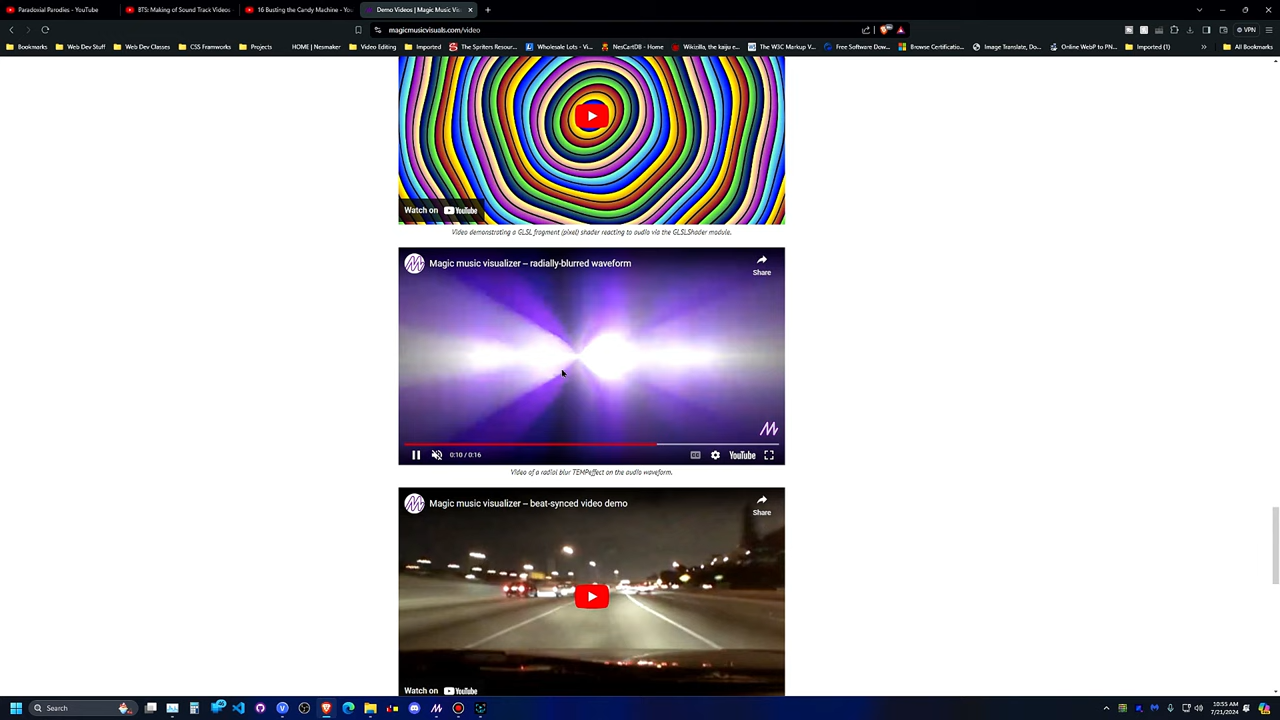 Paradoxial Parodies - YouTube
BTS: Making of Sound Track Videos
16 Busting the Candy Machine - Yo
Demo Videos | Magic Music Vi
magicmusicvisuals.com/video
VPN
Bookmarks
Web Dev Stuff
Web Dev Classes
CSS Framworks
Projects
HOME | Nesmaker
Video Editing
Imported
The Spriters Resour...
Wholesale Lots - Vi...
NesCartDB - Home
Wikizilla, the kaiju e...
The W3C Markup V...
Free Software Dow...
Browse Certificatio...
Image Translate, Do...
Online WebP to PN...
Imported (1)
All Bookmarks
Watch on YouTube
Video demonstrating a GLSL fragment (pixel) shader reacting to audio via the GLSLShader module.
Magic music visualizer – radially-blurred waveform
Share
0:10 / 0:16
YouTube
Video of a radial blur TEMPeffect on the audio waveform.
Magic music visualizer – beat-synced video demo
Share
Watch on YouTube
Search
10:55 AM
7/21/2024